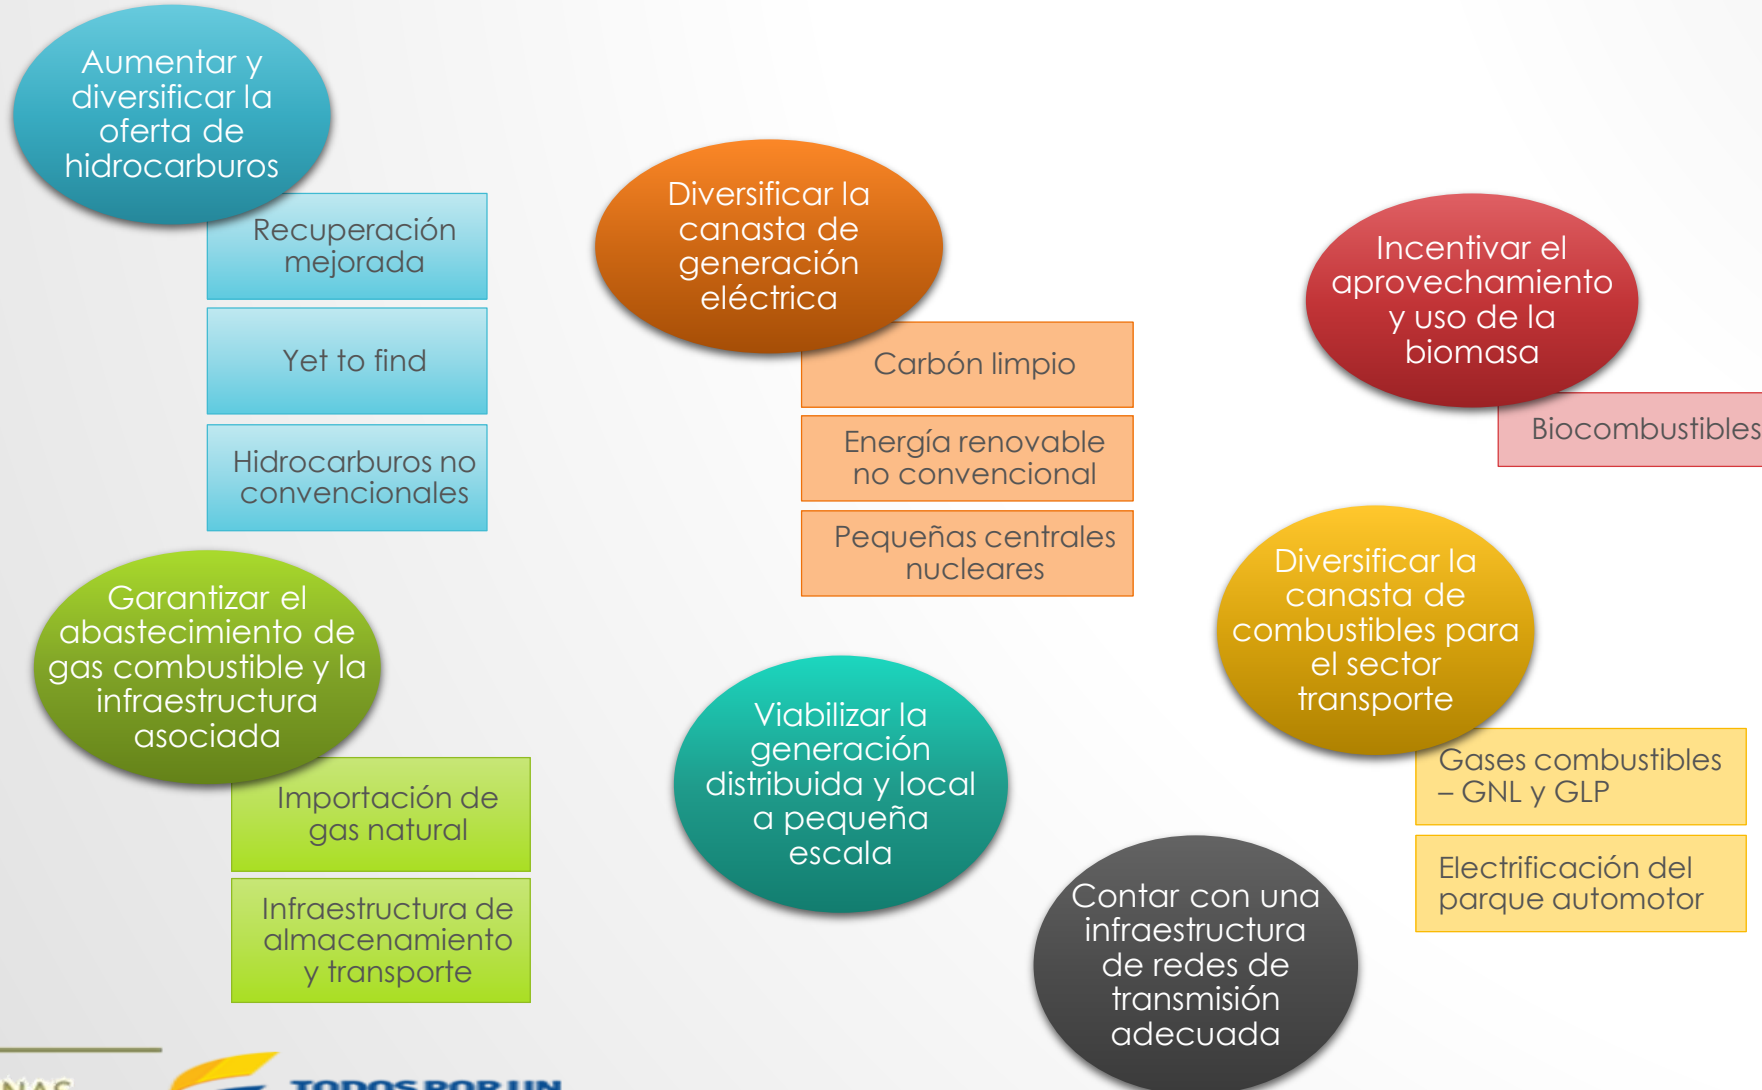 Aumentar y
diversificar la
oferta de
hidrocarburos
Recuperación
mejorada
Yet to find
Hidrocarburos no
convencionales
Diversificar la
canasta de
generación
eléctrica
Carbón limpio
Energía renovable
no convencional
Pequeñas centrales
nucleares
Incentivar el
aprovechamiento
y uso de la
biomasa
Biocombustibles
Garantizar el
abastecimiento de
gas combustible y la
infraestructura
asociada
Importación de
gas natural
Infraestructura de
almacenamiento
y transporte
Viabilizar la
generación
distribuida y local
a pequeña
escala
Diversificar la
canasta de
combustibles para
el sector
transporte
Gases combustibles
– GNL y GLP
Electrificación del
parque automotor
Contar con una
infraestructura
de redes de
transmisión
adecuada
TODOS POR UN